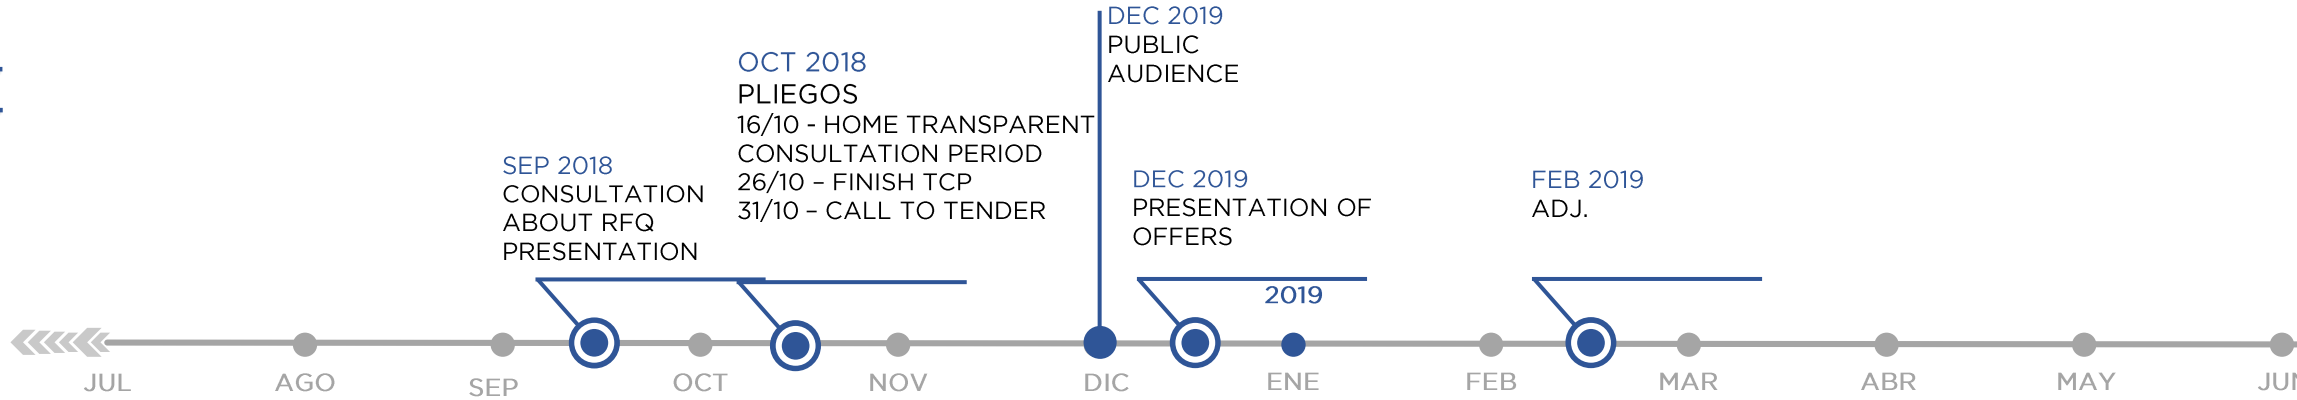 DEC 2019
PUBLIC
AUDIENCE
OCT 2018
PLIEGOS
16/10 - HOME TRANSPARENT
CONSULTATION PERIOD
26/10 – FINISH TCP
31/10 – CALL TO TENDER
SEP 2018
CONSULTATION
ABOUT RFQ
PRESENTATION
DEC 2019
PRESENTATION OF
OFFERS
FEB 2019
ADJ.
2019
JUL
AGO
SEP
OCT
NOV
DIC
ENE
FEB
MAR
ABR
MAY
JUN